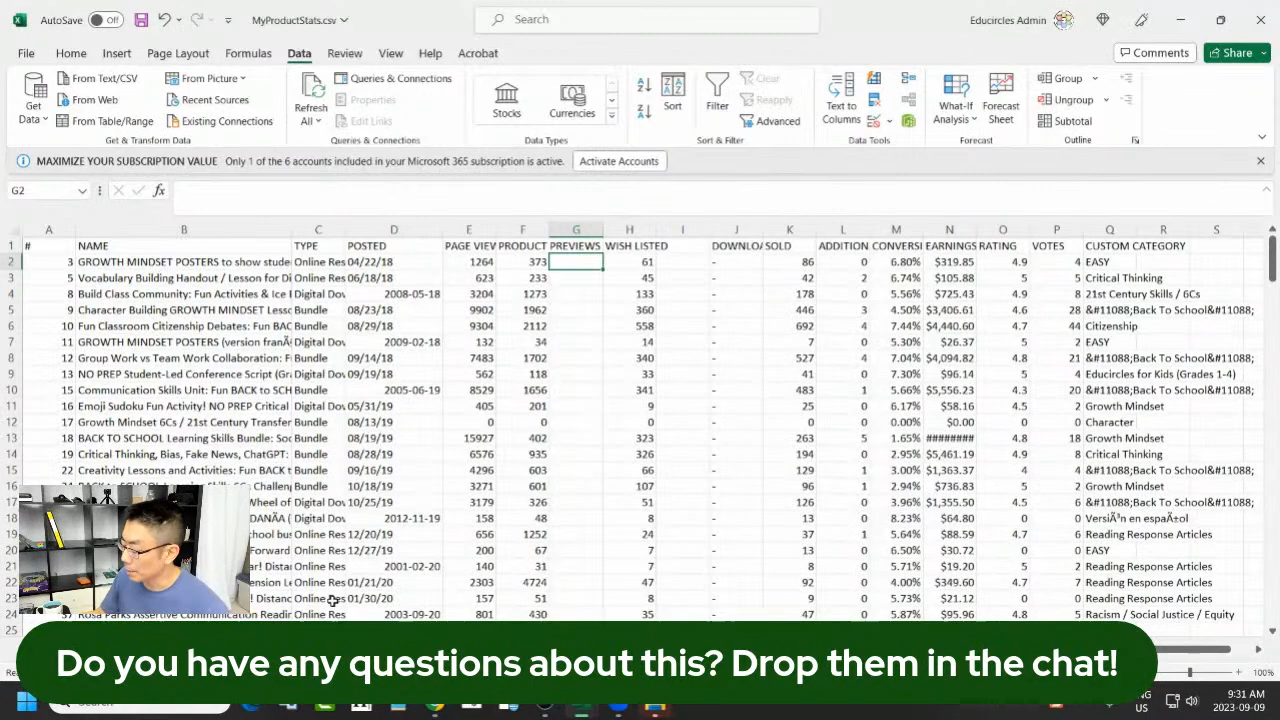 AutoSave Off MyProductStats.csv Search Educircles Admin
File Home Insert Page Layout Formulas Data Review View Help Acrobat Comments Share
Get Data From Text/CSV From Picture Refresh All Queries & Connections Stocks Currencies Sort Filter Clear Text to Columns What-If Analysis Forecast Sheet Group
From Web Recent Sources Properties Reapply Ungroup
From Table/Range Existing Connections Edit Links Advanced Subtotal
Get & Transform Data Queries & Connections Data Types Sort & Filter Data Tools Forecast Outline
MAXIMIZE YOUR SUBSCRIPTION VALUE Only 1 of the 6 accounts included in your Microsoft 365 subscription is active. Activate Accounts
G2 fx
A B C D E F G H I J K L M N O P Q R S
1 # NAME TYPE POSTED PAGE VIEW PRODUCT PREVIEWS WISH LISTED DOWNLOA SOLD ADDITION CONVERSI EARNINGS RATING VOTES CUSTOM CATEGORY
2 3 GROWTH MINDSET POSTERS to show stude Online Res 04/22/18 1264 373 61 - 86 0 6.80% $319.85 4.9 4 EASY
3 5 Vocabulary Building Handout / Lesson for Di Online Res 06/18/18 623 233 45 - 42 2 6.74% $105.88 5 5 Critical Thinking
4 8 Build Class Community: Fun Activities & Ice Digital Dov 2008-05-18 3204 1273 133 - 178 0 5.56% $725.43 4.9 8 21st Century Skills / 6Cs
5 9 Character Building GROWTH MINDSET Lesso Bundle 08/23/18 9902 1962 360 - 446 3 4.50% $3,406.61 4.6 28 &#11088;Back To School&#11088;
6 10 Fun Classroom Citizenship Debates: Fun BAC Bundle 08/29/18 9304 2112 558 - 692 4 7.44% $4,440.60 4.7 44 Citizenship
7 11 GROWTH MINDSET POSTERS (version franÃ§ Digital Dov 2009-02-18 132 34 14 - 7 0 5.30% $26.37 5 2 EASY
8 12 Group Work vs Team Work Collaboration: F Bundle 09/14/18 7483 1702 340 - 527 4 7.04% $4,094.82 4.8 21 &#11088;Back To School&#11088;
9 13 NO PREP Student-Led Conference Script (Gr Digital Dov 09/19/18 562 118 33 - 41 0 7.30% $96.14 5 4 Educircles for Kids (Grades 1-4)
10 15 Communication Skills Unit: Fun BACK to SCH Bundle 2005-06-19 8529 1656 341 - 483 1 5.66% $5,556.23 4.3 20 &#11088;Back To School&#11088;
11 16 Emoji Sudoku Fun Activity! NO PREP Critical Digital Dov 05/31/19 405 201 9 - 25 0 6.17% $58.16 4.5 2 Growth Mindset
12 17 Growth Mindset 6Cs / 21st Century Transfer Bundle 08/13/19 0 0 0 - 0 0 0.00% $0.00 0 0 Character
13 18 BACK TO SCHOOL Learning Skills Bundle: Soc Bundle 08/19/19 15927 402 323 - 263 5 1.65% ######## 4.8 18 Growth Mindset
14 19 Critical Thinking, Bias, Fake News, ChatGPT: Bundle 08/28/19 6576 935 326 - 194 0 2.95% $5,461.19 4.9 8 Critical Thinking
15 22 Creativity Lessons and Activities: Fun BACK t Bundle 09/16/19 4296 603 66 - 129 1 3.00% $1,363.37 4 4 &#11088;Back To School&#11088;
16 6Cs: Challeng Bundle 10/18/19 3271 601 107 - 96 1 2.94% $736.83 5 2 Growth Mindset
17 Wheel of Digital Dov 10/25/19 3179 326 51 - 126 0 3.96% $1,355.50 4.5 6 &#11088;Back To School&#11088;
18 Digital Dov 2012-11-19 158 48 8 - 13 0 8.23% $64.80 0 0 VersiÃ³n en espaÃ±ol
19 school bus Online Res 12/20/19 656 1252 24 - 37 1 5.64% $88.59 4.7 6 Reading Response Articles
20 Forward Online Res 12/27/19 200 67 7 - 13 0 6.50% $30.72 0 0 EASY
21 ar! Distanc Online Res 2001-02-20 140 31 7 - 8 0 5.71% $19.20 5 2 Reading Response Articles
22 ension Le Online Res 01/21/20 2303 4724 47 - 92 0 4.00% $349.60 4.7 7 Reading Response Articles
23 ! Distanc Online Res 01/30/20 157 51 8 - 9 0 5.73% $21.12 0 0 Reading Response Articles
24 37 Rosa Parks Assertive Communication Readin Online Res 2003-09-20 801 430 35 - 47 0 5.87% $95.96 4.8 5 Racism / Social Justice / Equity
25
Do you have any questions about this? Drop them in the chat!
100%
9:31 AM
US 2023-09-09